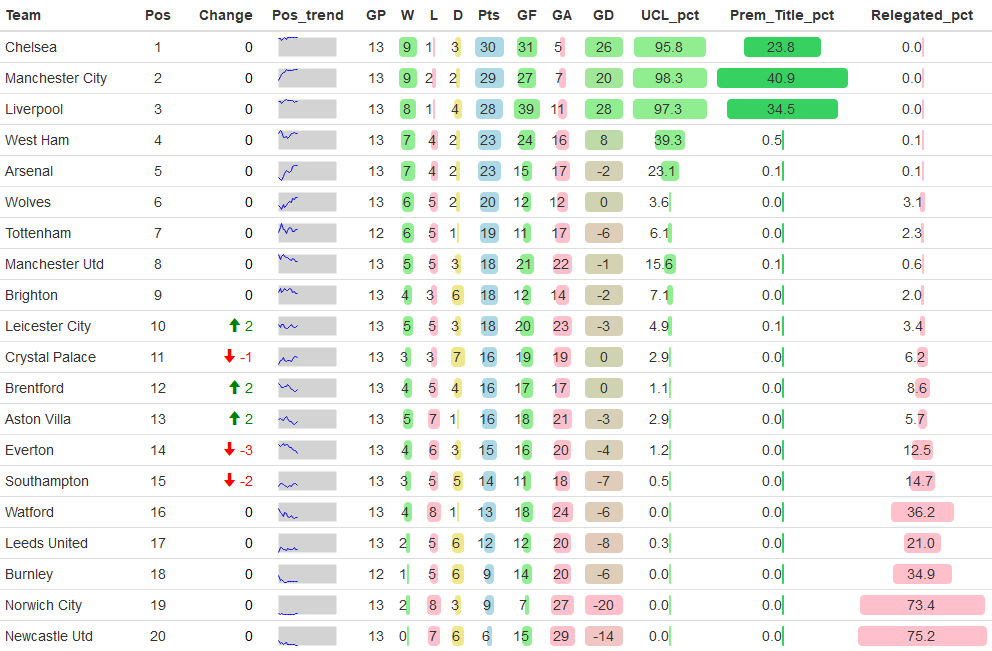 Team Pos Change Pos_trend GP W L D Pts GF GA GD UCL_pct Prem_Title_pct Relegated_pct
Chelsea 1 0 13 9 1 3 30 31 5 26 95.8 23.8 0.0
Manchester City 2 0 13 9 2 2 29 27 7 20 98.3 40.9 0.0
Liverpool 3 0 13 8 1 4 28 39 11 28 97.3 34.5 0.0
West Ham 4 0 13 7 4 2 23 24 16 8 39.3 0.5 0.1
Arsenal 5 0 13 7 4 2 23 15 17 -2 23.1 0.1 0.1
Wolves 6 0 13 6 5 2 20 12 12 0 3.6 0.0 3.1
Tottenham 7 0 12 6 5 1 19 11 17 -6 6.1 0.0 2.3
Manchester Utd 8 0 13 5 5 3 18 21 22 -1 15.6 0.1 0.6
Brighton 9 0 13 4 3 6 18 12 14 -2 7.1 0.0 2.0
Leicester City 10 2 13 5 5 3 18 20 23 -3 4.9 0.1 3.4
Crystal Palace 11 -1 13 3 3 7 16 19 19 0 2.9 0.0 6.2
Brentford 12 2 13 4 5 4 16 17 17 0 1.1 0.0 8.6
Aston Villa 13 2 13 5 7 1 16 18 21 -3 2.9 0.0 5.7
Everton 14 -3 13 4 6 3 15 16 20 -4 1.2 0.0 12.5
Southampton 15 -2 13 3 5 5 14 11 18 -7 0.5 0.0 14.7
Watford 16 0 13 4 8 1 13 18 24 -6 0.0 0.0 36.2
Leeds United 17 0 13 2 5 6 12 12 20 -8 0.3 0.0 21.0
Burnley 18 0 12 1 5 6 9 14 20 -6 0.0 0.0 34.9
Norwich City 19 0 13 2 8 3 9 7 27 -20 0.0 0.0 73.4
Newcastle Utd 20 0 13 0 7 6 6 15 29 -14 0.0 0.0 75.2